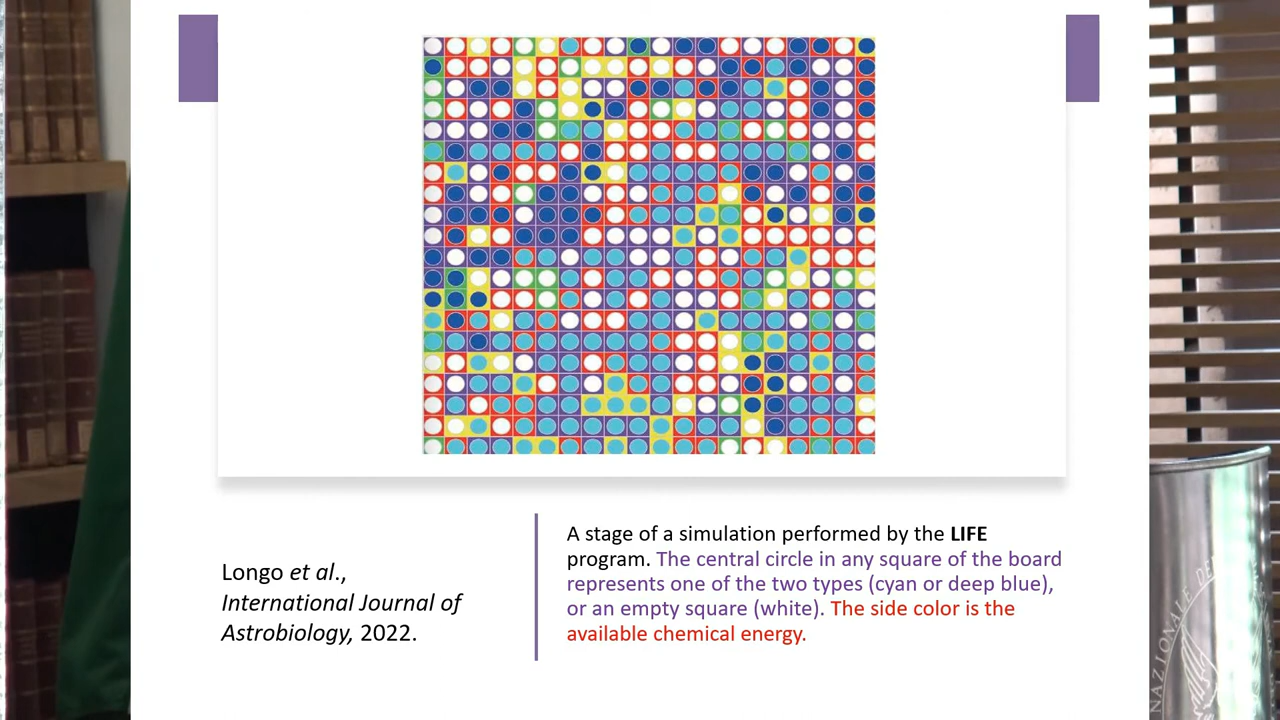 Longo et al.,
International Journal of
Astrobiology, 2022.
A stage of a simulation performed by the LIFE
program. The central circle in any square of the board
represents one of the two types (cyan or deep blue),
or an empty square (white). The side color is the
available chemical energy.
NAZIONALE DE